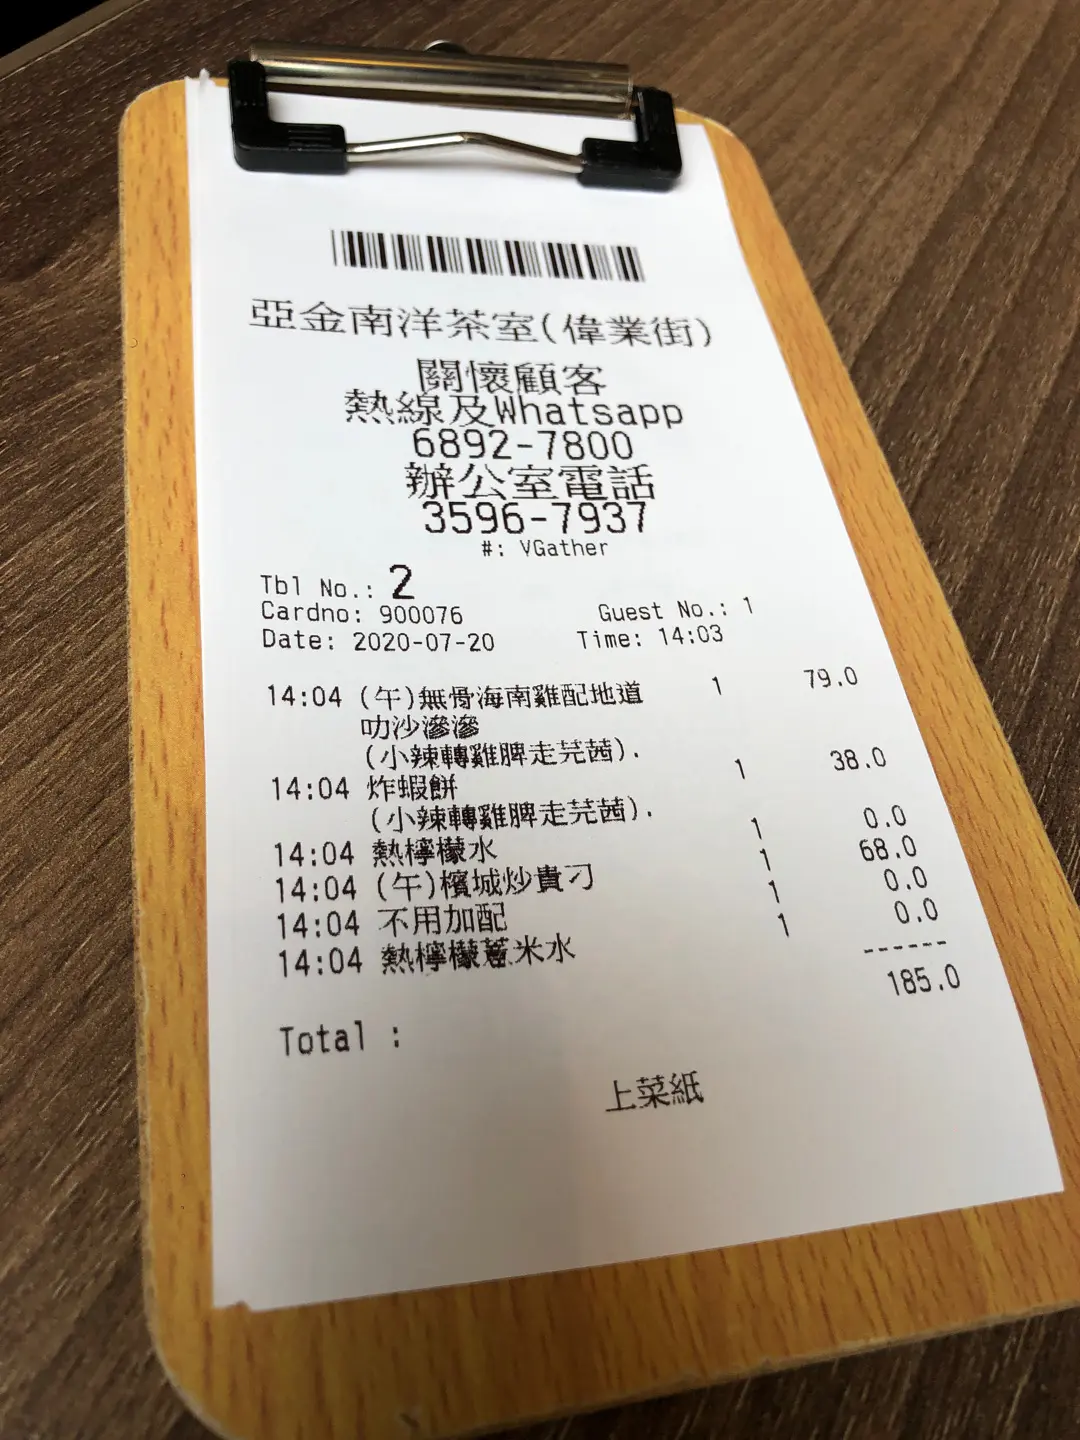 亞金南洋茶室(偉業街)
關懷顧客
熱線及Whatsapp
6892-7800
辦公室電話
3596-7937
#: VGather
Tbl No.: 2
Cardno: 900076 Guest No.: 1
Date: 2020-07-20 Time: 14:03
14:04 (午)無骨海南雞配地道 1 79.0
叻沙滲滲
(小辣轉雞脾走芫茜).
14:04 炸蝦餅 1 38.0
(小辣轉雞脾走芫茜).
14:04 熱檸檬水 1 0.0
14:04 (午)檳城炒貴刁 1 68.0
14:04 不用加配 1 0.0
14:04 熱檸檬薏米水 1 0.0
------
Total : 185.0
上菜紙